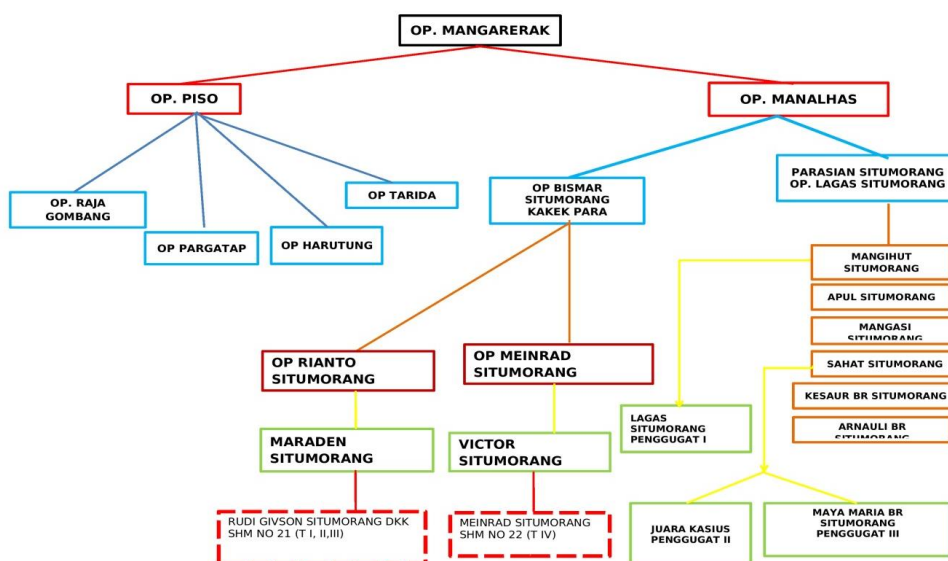 OP. MANGARERAK
OP. PISO
OP. MANALHAS
OP. RAJA
GOMBANG
OP PARGATAP
OP HARUTUNG
OP TARIDA
OP BISMAR
SITUMORANG
KAKEK PARA
PARASIAN SITUMORANG
OP. LAGAS SITUMORANG
MANGIHUT
SITUMORANG
APUL SITUMORANG
MANGASI
SITUMORANG
SAHAT SITUMORANG
KESAUR BR SITUMORANG
ARNAULI BR
SITUMORANG
OP RIANTO
SITUMORANG
OP MEINRAD
SITUMORANG
LAGAS
SITUMORANG
PENGGUGAT I
MARADEN
SITUMORANG
VICTOR
SITUMORANG
RUDI GIVSON SITUMORANG DKK
SHM NO 21 (T I, II,III)
MEINRAD SITUMORANG
SHM NO 22 (T IV)
JUARA KASIUS
PENGGUGAT II
MAYA MARIA BR
SITUMORANG
PENGGUGAT III